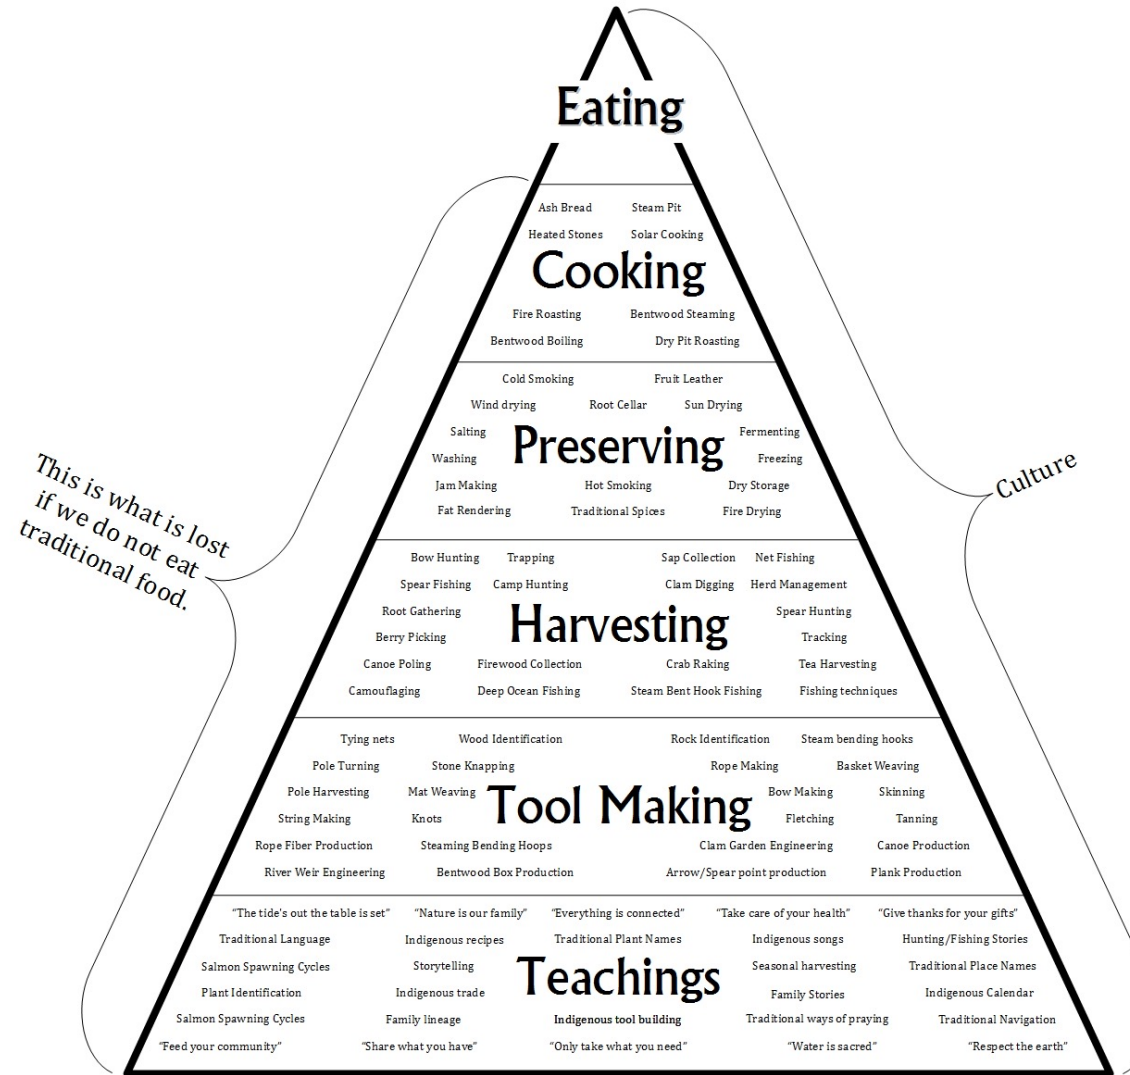 Eating
Ash Bread Steam Pit
Heated Stones Solar Cooking
Cooking
Fire Roasting Bentwood Steaming
Bentwood Boiling Dry Pit Roasting
Cold Smoking Fruit Leather
Wind drying Root Cellar Sun Drying
Salting Fermenting
Preserving
Washing Freezing
Jam Making Hot Smoking Dry Storage
Fat Rendering Traditional Spices Fire Drying
This is what is lost
if we do not eat
traditional food.
Culture
Bow Hunting Trapping Sap Collection Net Fishing
Spear Fishing Camp Hunting Clam Digging Herd Management
Root Gathering Spear Hunting
Harvesting
Berry Picking Tracking
Canoe Poling Firewood Collection Crab Raking Tea Harvesting
Camouflaging Deep Ocean Fishing Steam Bent Hook Fishing Fishing techniques
Tying nets Wood Identification Rock Identification Steam bending hooks
Pole Turning Stone Knapping Rope Making Basket Weaving
Pole Harvesting Mat Weaving Bow Making Skinning
Tool Making
String Making Knots Fletching Tanning
Rope Fiber Production Steaming Bending Hoops Clam Garden Engineering Canoe Production
River Weir Engineering Bentwood Box Production Arrow/Spear point production Plank Production
"The tide's out the table is set" "Nature is our family" "Everything is connected" "Take care of your health" "Give thanks for your gifts"
Traditional Language Indigenous recipes Traditional Plant Names Indigenous songs Hunting/Fishing Stories
Salmon Spawning Cycles Storytelling Seasonal harvesting Traditional Place Names
Teachings
Plant Identification Indigenous trade Family Stories Indigenous Calendar
Salmon Spawning Cycles Family lineage Indigenous tool building Traditional ways of praying Traditional Navigation
"Feed your community" "Share what you have" "Only take what you need" "Water is sacred" "Respect the earth"